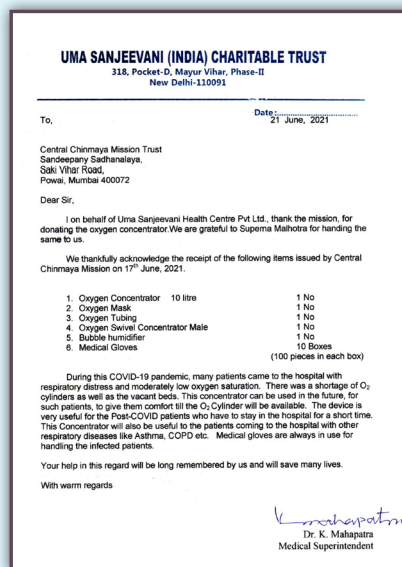 UMA SANJEEVANI (INDIA) CHARITABLE TRUST
318, Pocket-D, Mayur Vihar, Phase-II
New Delhi-110091
Date:
21 June, 2021
To,
Central Chinmaya Mission Trust
Sandeepany Sadhanalaya,
Saki Vihar Road,
Powai, Mumbai 400072
Dear Sir,
I on behalf of Uma Sanjeevani Health Centre Pvt Ltd., thank the mission, for
donating the oxygen concentrator.We are grateful to Superna Malhotra for handing the
same to us.
We thankfully acknowledge the receipt of the following items issued by Central
Chinmaya Mission on 17th June, 2021.
1. Oxygen Concentrator 10 litre 1 No
2. Oxygen Mask 1 No
3. Oxygen Tubing 1 No
4. Oxygen Swivel Concentrator Male 1 No
5. Bubble humidifier 1 No
6. Medical Gloves 10 Boxes
(100 pieces in each box)
During this COVID-19 pandemic, many patients came to the hospital with
respiratory distress and moderately low oxygen saturation. There was a shortage of O2
cylinders as well as the vacant beds. This concentrator can be used in the future, for
such patients, to give them comfort till the O2 Cylinder will be available. The device is
very useful for the Post-COVID patients who have to stay in the hospital for a short time.
This Concentrator will also be useful to the patients coming to the hospital with other
respiratory diseases like Asthma, COPD etc. Medical gloves are always in use for
handling the infected patients.
Your help in this regard will be long remembered by us and will save many lives.
With warm regards
K mahapatra
Dr. K. Mahapatra
Medical Superintendent